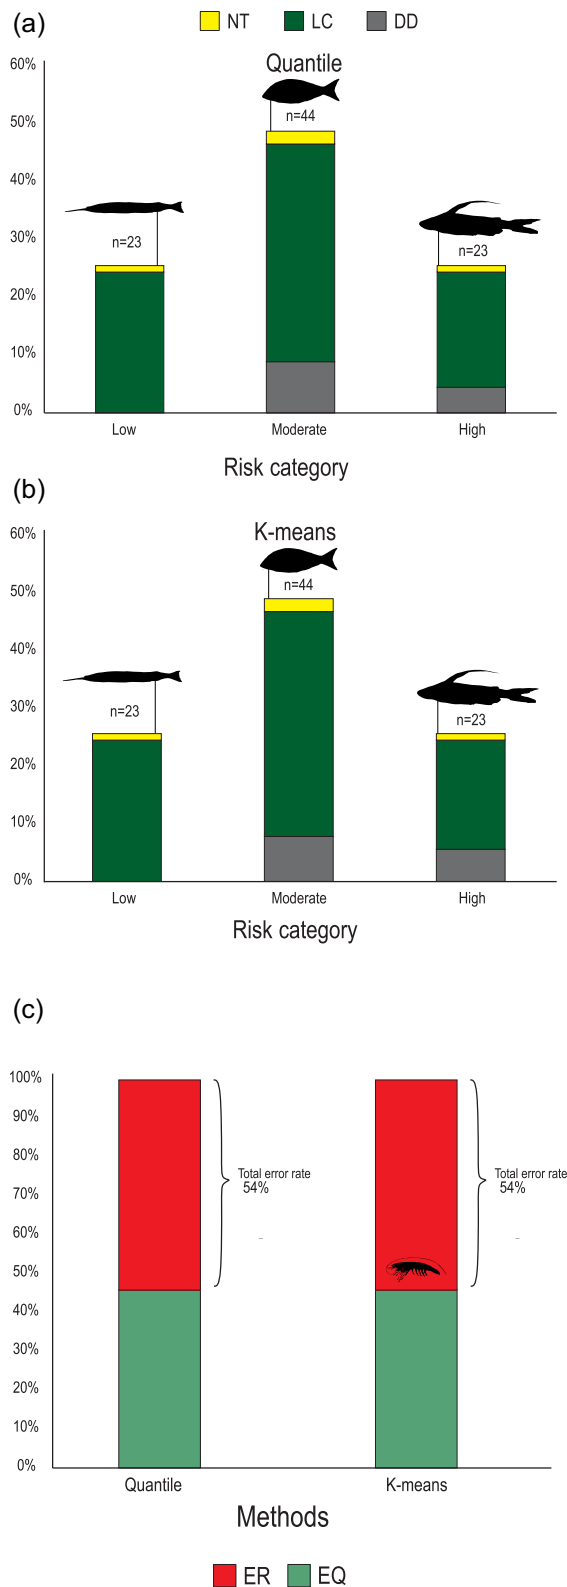 (a)
NT LC DD
Quantile
60%
50%
40%
30%
20%
10%
0%
n=23
n=44
n=23
Low Moderate High
Risk category
(b)
K-means
60%
50%
40%
30%
20%
10%
0%
n=23
n=44
n=23
Low Moderate High
Risk category
(c)
100%
90%
80%
70%
60%
50%
40%
30%
20%
10%
0%
Total error rate
54%
Total error rate
54%
Quantile K-means
Methods
ER EQ